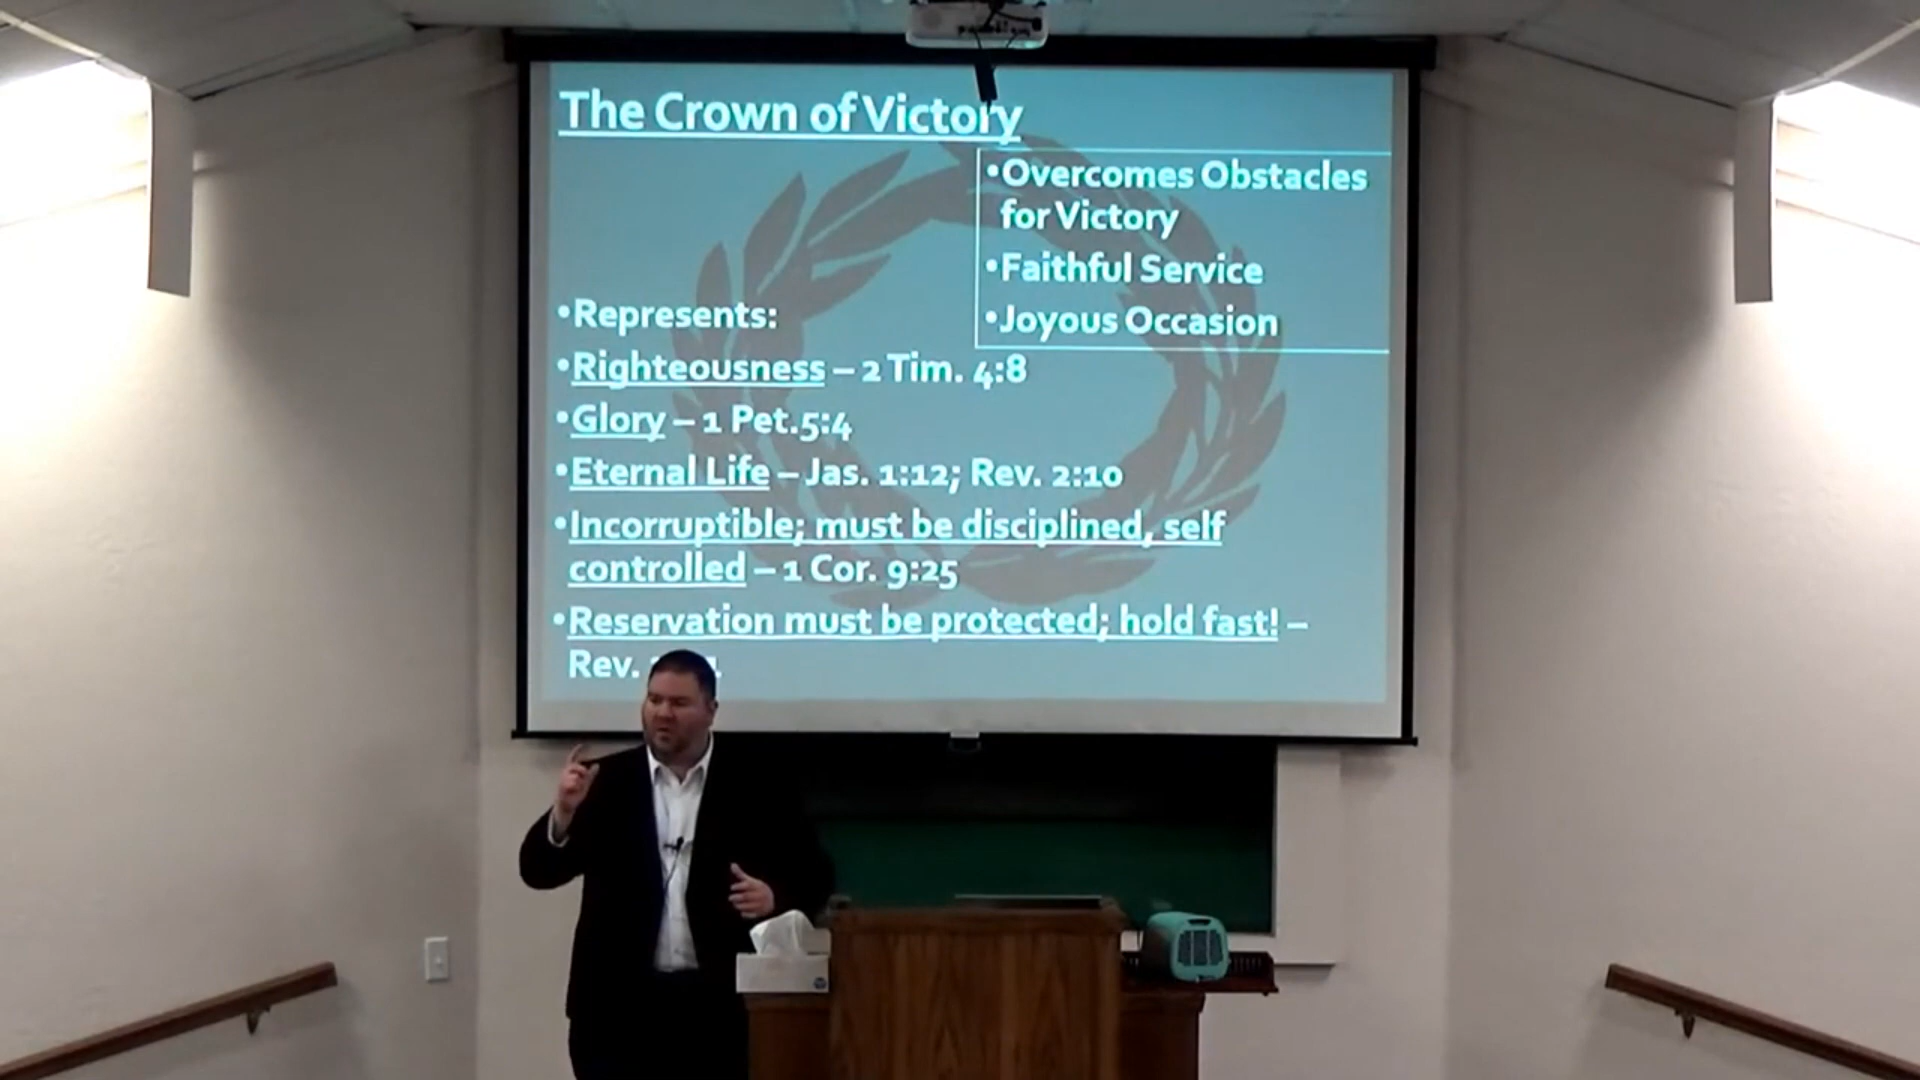 The Crown of Victory
•Overcomes Obstacles
for Victory
•Faithful Service
•Joyous Occasion
•Represents:
•Righteousness – 2 Tim. 4:8
•Glory – 1 Pet.5:4
•Eternal Life – Jas. 1:12; Rev. 2:10
•Incorruptible; must be disciplined, self
controlled – 1 Cor. 9:25
•Reservation must be protected; hold fast! –
Rev.